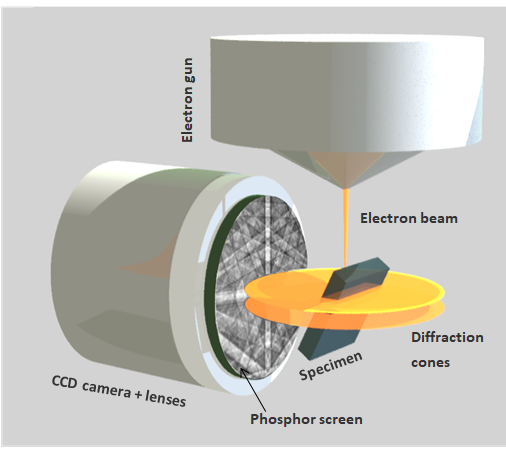 Electron gun
Electron beam
Diffraction
cones
Specimen
CCD camera + lenses
Phosphor screen